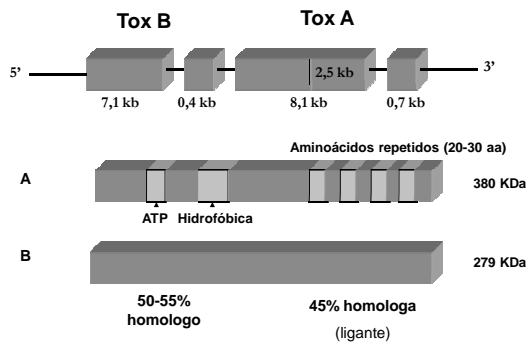 Tox B Tox A
5’ 2,5 kb 3’
7,1 kb 0,4 kb 8,1 kb 0,7 kb
Aminoácidos repetidos (20-30 aa)
A 380 KDa
ATP Hidrofóbica
B 279 KDa
50-55% 45% homologa
homologo (ligante)